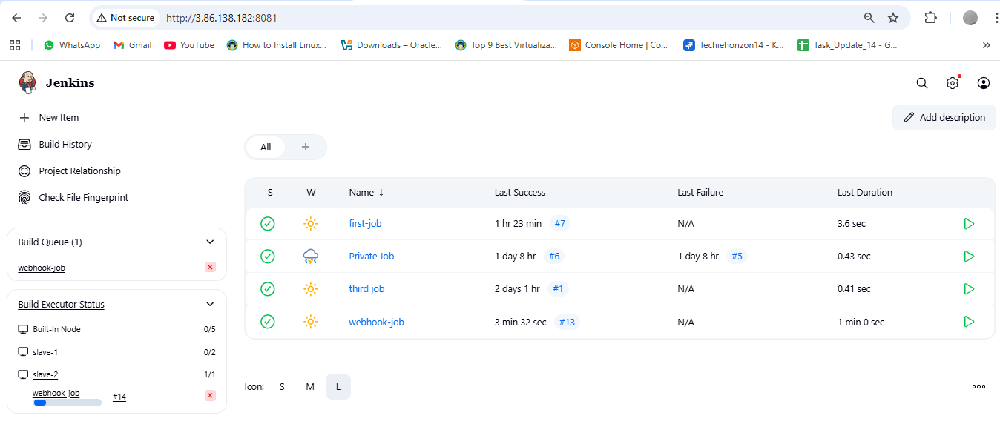 Not secure http://3.86.138.182:8081
WhatsApp Gmail YouTube How to Install Linux... Downloads – Oracle... Top 9 Best Virtualiza... Console Home | Co... Techiehorizon14 - K... Task_Update_14 - G... »
Jenkins
New Item
Add description
Build History
All +
Project Relationship
Check File Fingerprint
S W Name ↓ Last Success Last Failure Last Duration
first-job 1 hr 23 min #7 N/A 3.6 sec
Private Job 1 day 8 hr #6 1 day 8 hr #5 0.43 sec
third job 2 days 1 hr #1 N/A 0.41 sec
webhook-job 3 min 32 sec #13 N/A 1 min 0 sec
Build Queue (1)
webhook-job
Build Executor Status
Built-In Node 0/5
slave-1 0/2
slave-2 1/1
webhook-job #14
Icon: S M L